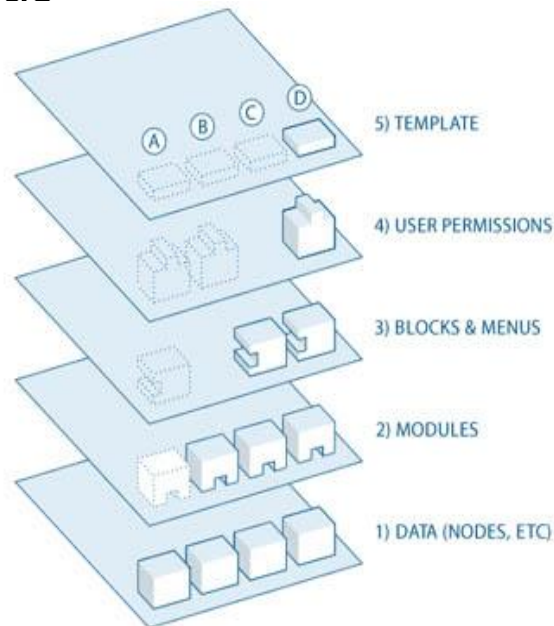 A
B
C
D
5) TEMPLATE
4) USER PERMISSIONS
3) BLOCKS & MENUS
2) MODULES
1) DATA (NODES, ETC)